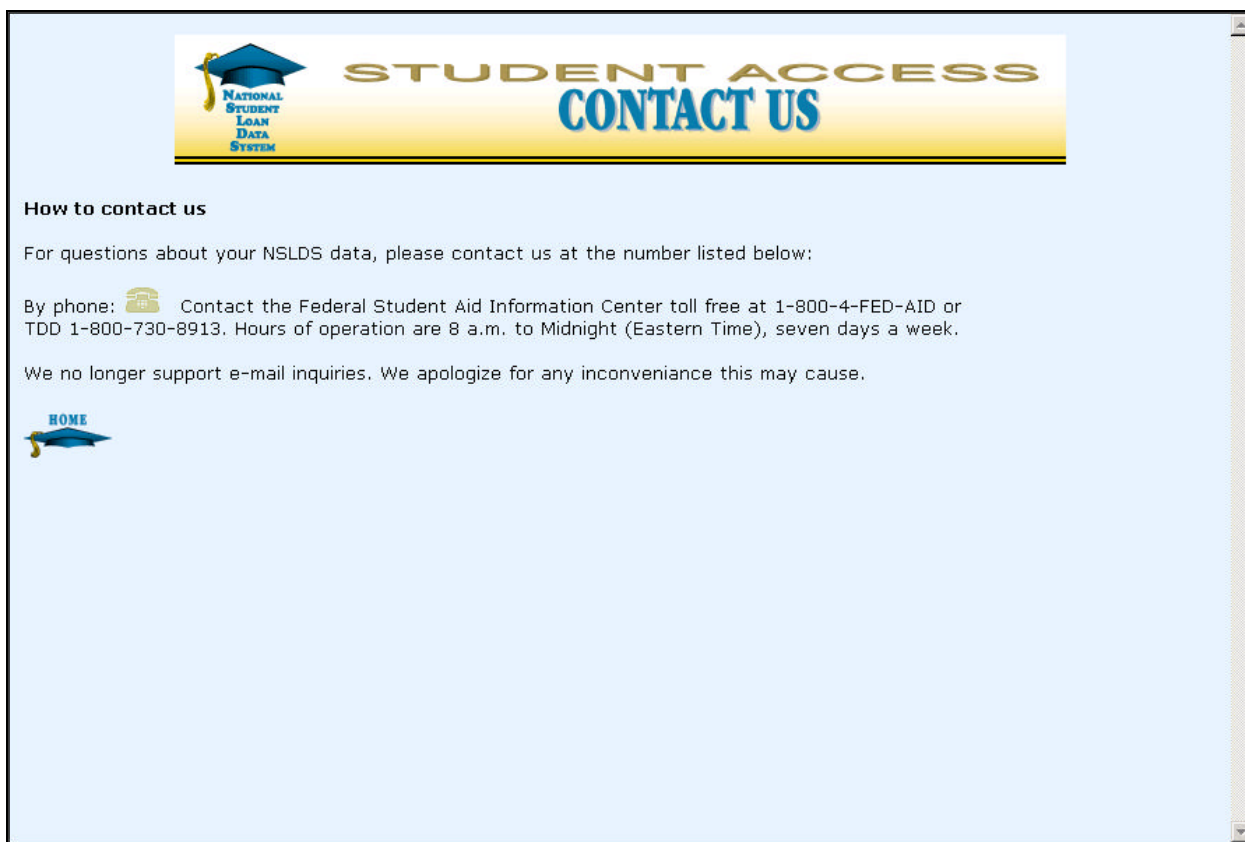 NATIONAL
STUDENT
LOAN
DATA
SYSTEM
STUDENT ACCESS
CONTACT US
How to contact us
For questions about your NSLDS data, please contact us at the number listed below:
By phone: Contact the Federal Student Aid Information Center toll free at 1-800-4-FED-AID or
TDD 1-800-730-8913. Hours of operation are 8 a.m. to Midnight (Eastern Time), seven days a week.
We no longer support e-mail inquiries. We apologize for any inconveniance this may cause.
HOME